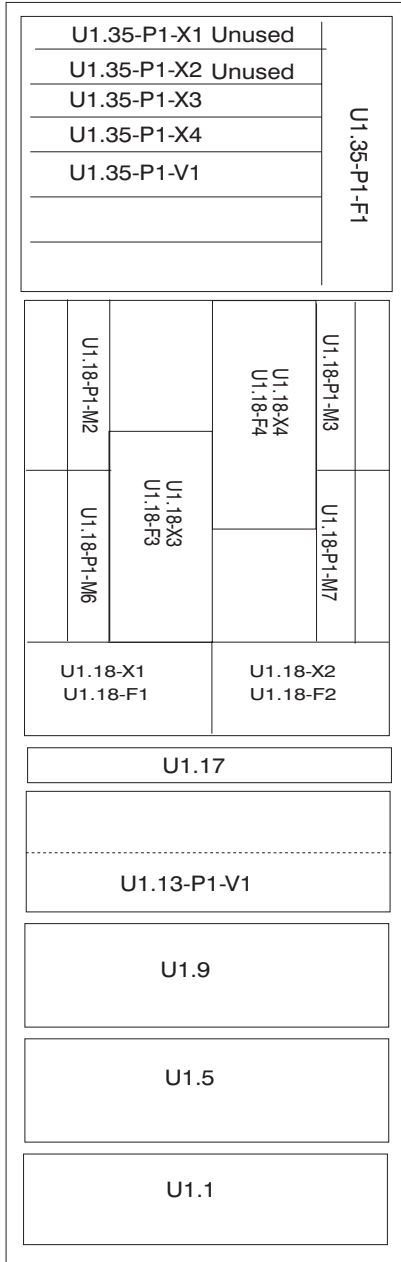 U1.35-P1-X1 Unused
U1.35-P1-X2 Unused
U1.35-P1-X3
U1.35-P1-X4
U1.35-P1-V1
U1.35-P1-F1
U1.18-P1-M2
U1.18-X4
U1.18-F4
U1.18-P1-M3
U1.18-P1-M6
U1.18-X3
U1.18-F3
U1.18-P1-M7
U1.18-X1
U1.18-F1
U1.18-X2
U1.18-F2
U1.17
U1.13-P1-V1
U1.9
U1.5
U1.1